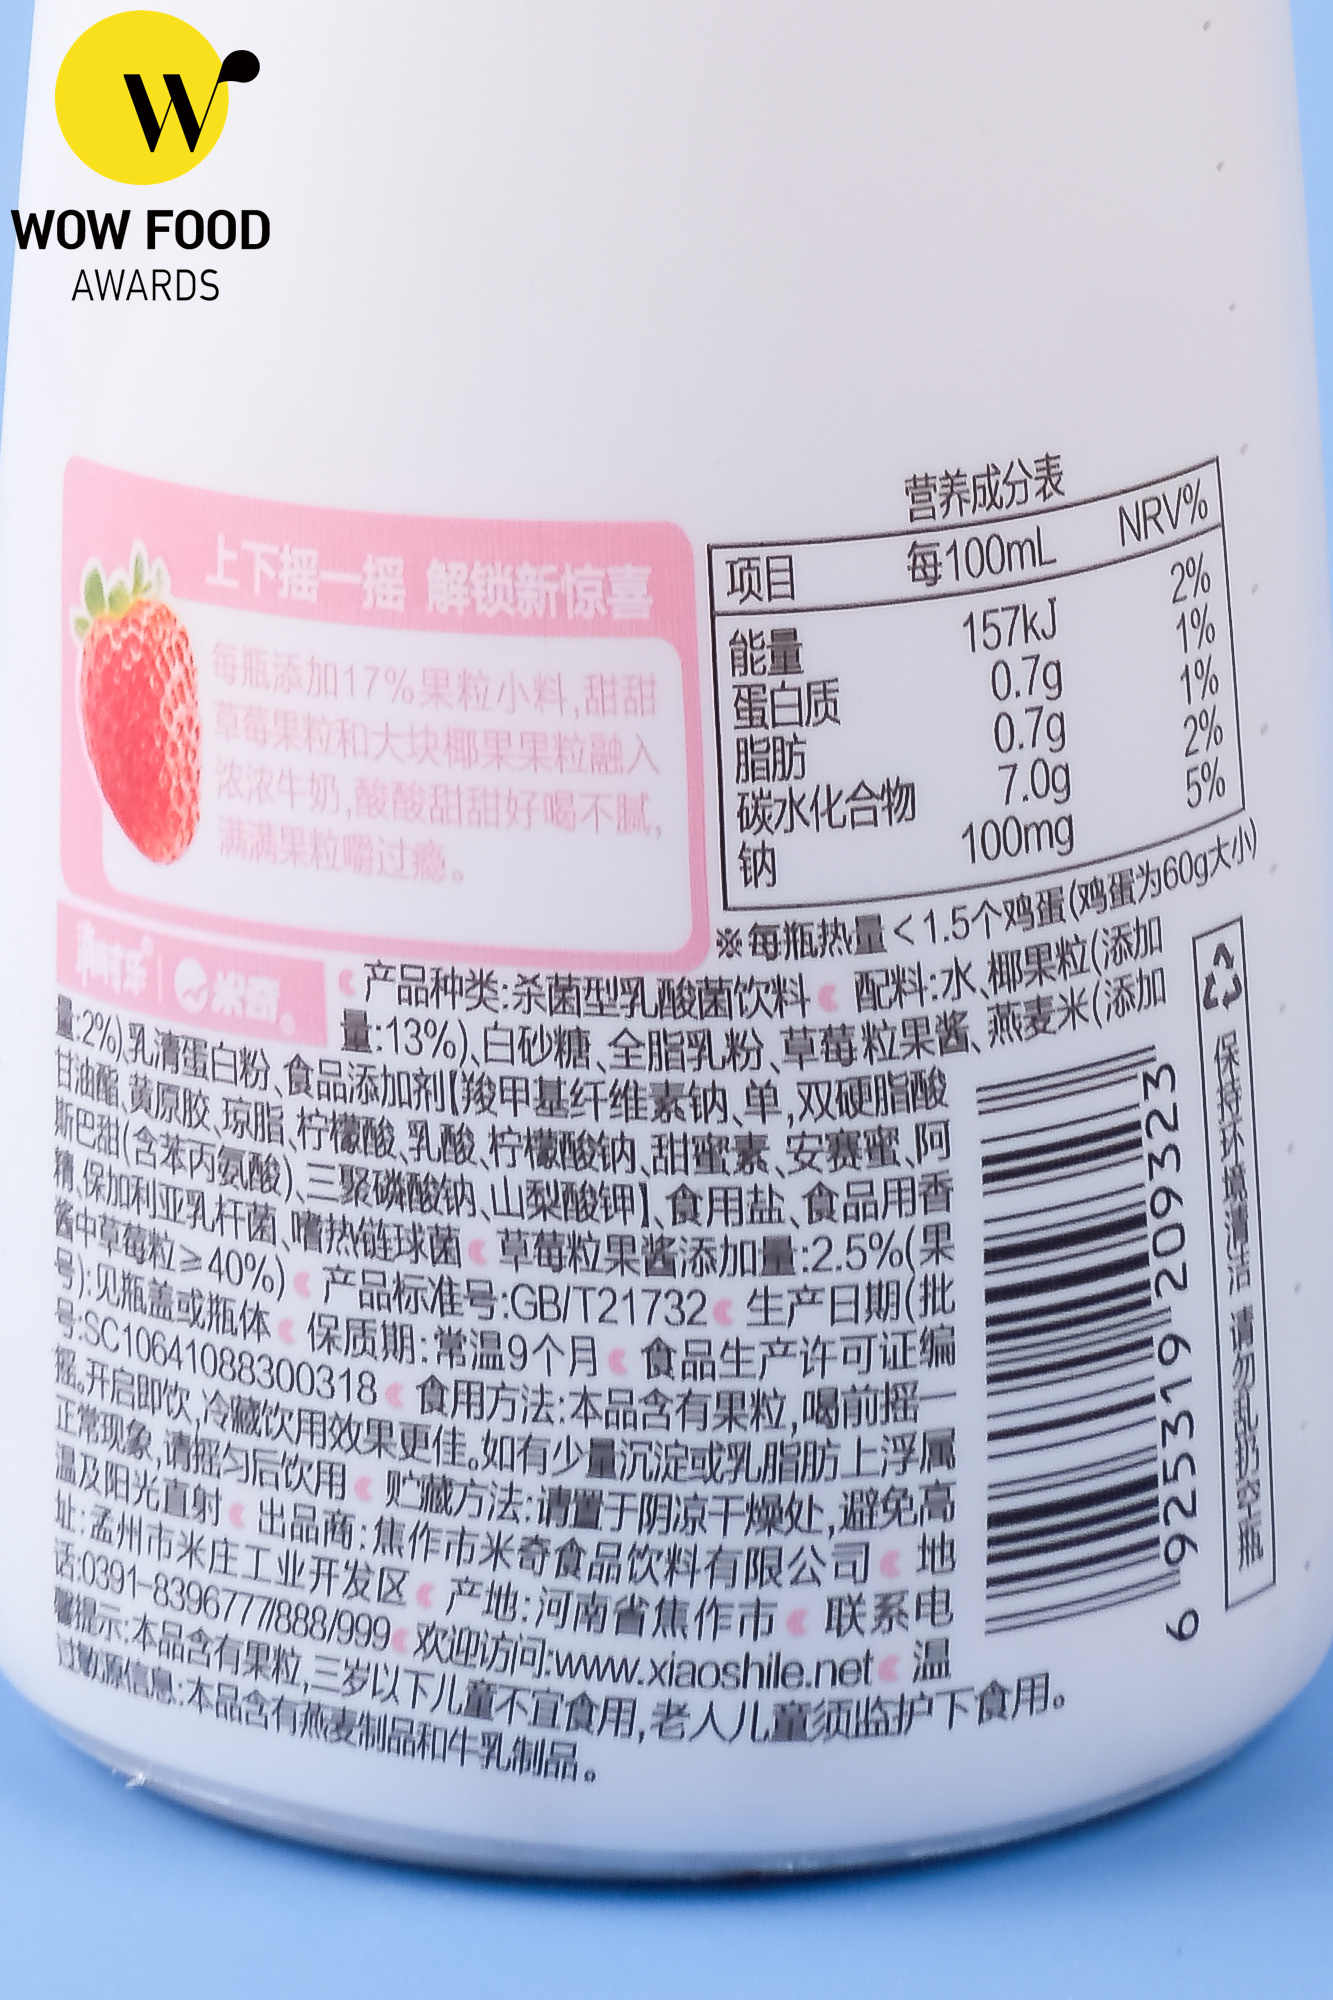 W
WOW FOOD
AWARDS
上下摇一摇 解锁新惊喜
每瓶添加17%果粒小料,甜甜
草莓果粒和大块椰果果粒融入
浓浓牛奶,酸酸甜甜好喝不腻,
满满果粒嚼过瘾。
营养成分表
项目 每100mL NRV%
能量 157kJ 2%
蛋白质 0.7g 1%
脂肪 0.7g 1%
碳水化合物 7.0g 2%
钠 100mg 5%
※每瓶热量<1.5个鸡蛋(鸡蛋为60g大小)
米奇®
产品种类:杀菌型乳酸菌饮料 配料:水、椰果粒(添加
量:13%)、白砂糖、全脂乳粉、草莓粒果酱、燕麦米(添加
量:2%)、乳清蛋白粉、食品添加剂【羧甲基纤维素钠、单,双硬脂酸
甘油酯、黄原胶、琼脂、柠檬酸、乳酸、柠檬酸钠、甜蜜素、安赛蜜、阿
斯巴甜(含苯丙氨酸)、三聚磷酸钠、山梨酸钾】、食用盐、食品用香
精、保加利亚乳杆菌、嗜热链球菌 草莓粒果酱添加量:2.5%(果
酱中草莓粒≥40%) 产品标准号:GB/T21732 生产日期(批
号):见瓶盖或瓶体 保质期:常温9个月 食品生产许可证编
号:SC10641088300318 食用方法:本品含有果粒,喝前摇一
摇。开启即饮,冷藏饮用效果更佳。如有少量沉淀或乳脂肪上浮属
正常现象,请摇匀后饮用 贮藏方法:请置于阴凉干燥处,避免高
温及阳光直射 出品商:焦作市米奇食品饮料有限公司 地
址:孟州市米庄工业开发区 产地:河南省焦作市 联系电
话:0391-8396777/888/999 欢迎访问:www.xiaoshile.net 温
馨提示:本品含有果粒,三岁以下儿童不宜食用,老人儿童须监护下食用。
过敏源信息:本品含有燕麦制品和牛乳制品。
6 925319 209323
保持环境清洁 请勿乱扔空瓶